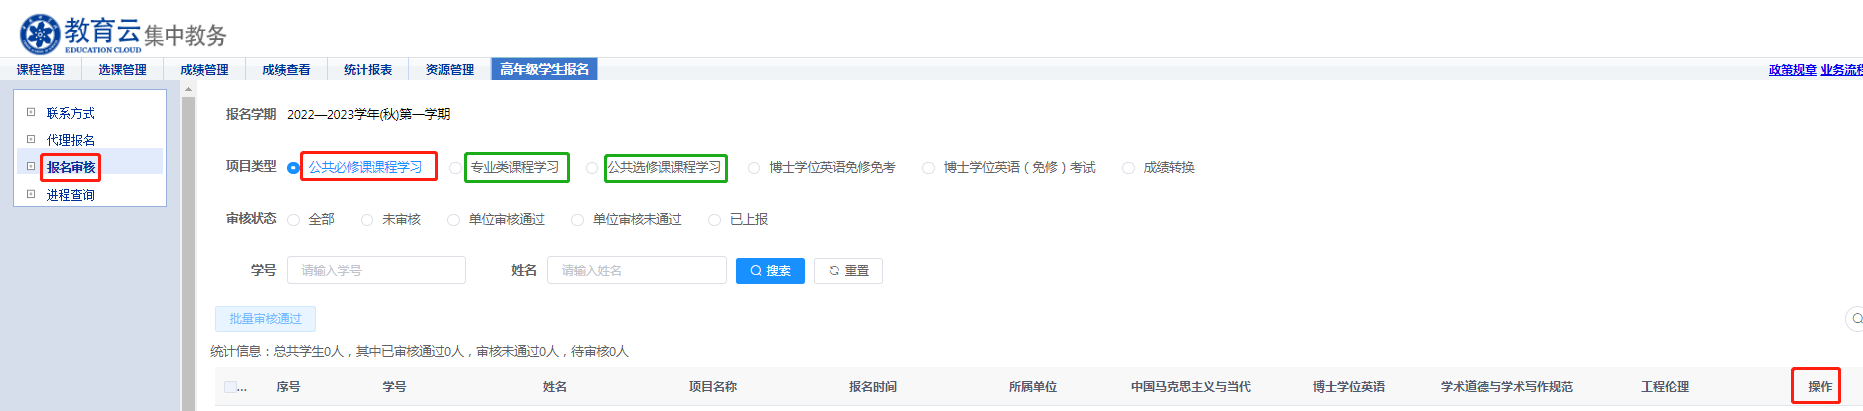 教育云 集中教务
EDUCATION CLOUD
课程管理 选课管理 成绩管理 成绩查看 统计报表 资源管理 高年级学生报名 政策规章 业务流程
联系方式
代理报名
报名审核
进程查询
报名学期 2022—2023学年(秋)第一学期
项目类型 公共必修课课程学习 专业类课程学习 公共选修课课程学习 博士学位英语免修免考 博士学位英语（免修）考试 成绩转换
审核状态 全部 未审核 单位审核通过 单位审核未通过 已上报
学号 请输入学号 姓名 请输入姓名 搜索 重置
批量审核通过
统计信息：总共学生0人，其中已审核通过0人，审核未通过0人，待审核0人
... 序号 学号 姓名 项目名称 报名时间 所属单位 中国马克思主义与当代 博士学位英语 学术道德与学术写作规范 工程伦理 操作